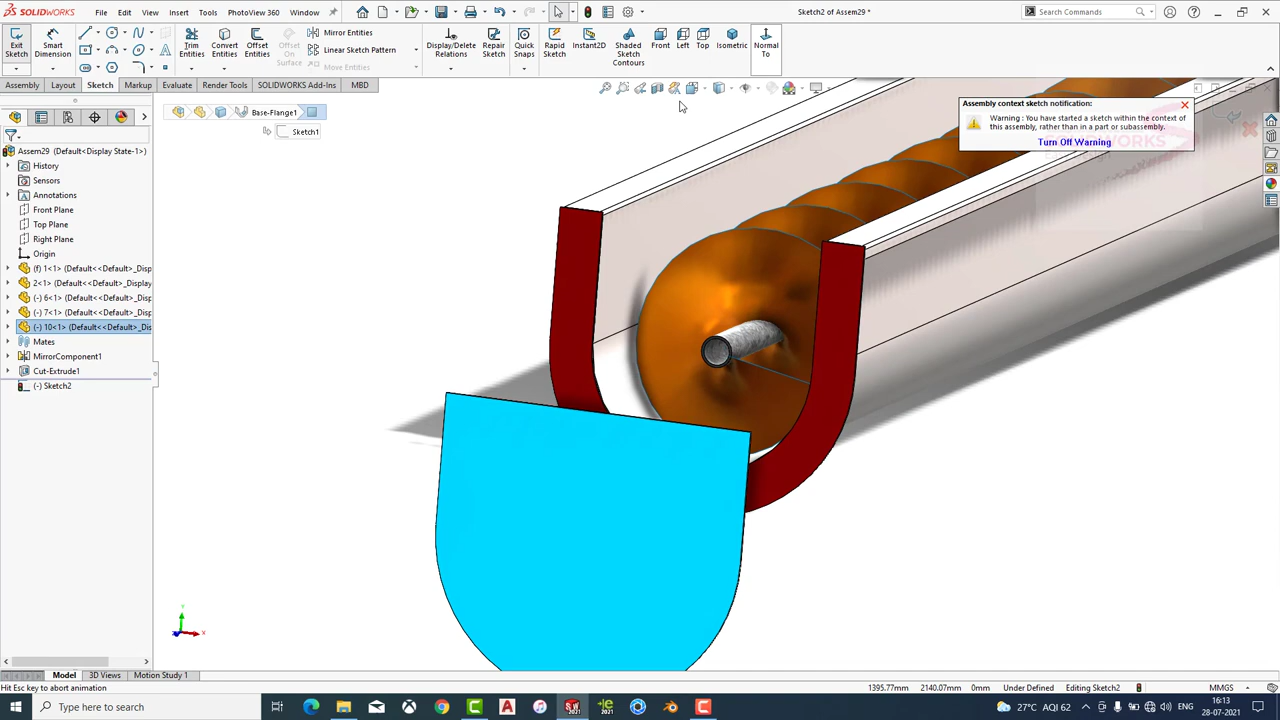 SOLIDWORKS
File
Edit
View
Insert
Tools
PhotoView 360
Window
Sketch2 of Assem29 *
Search Commands
Exit Sketch
Smart Dimension
Trim Entities
Convert Entities
Offset Entities
Offset On Surface
Mirror Entities
Linear Sketch Pattern
Move Entities
Display/Delete Relations
Repair Sketch
Quick Snaps
Rapid Sketch
Instant2D
Shaded Sketch Contours
Front
Left
Top
Isometric
Normal To
Assembly
Layout
Sketch
Markup
Evaluate
Render Tools
SOLIDWORKS Add-Ins
MBD
Base-Flange1
Sketch1
Assembly context sketch notification:
Warning : You have started a sketch within the context of
this assembly, rather than in a part or subassembly.
SOLIDWORKS
Turn Off Warning
Assem29 (Default<Display State-1>)
History
Sensors
Annotations
Front Plane
Top Plane
Right Plane
Origin
(f) 1<1> (Default<<Default>_Disp
2<1> (Default<<Default>_Display
(-) 6<1> (Default<<Default>_Disp
(-) 7<1> (Default<<Default>_Disp
(-) 10<1> (Default<<Default>_Dis
Mates
MirrorComponent1
Cut-Extrude1
(-) Sketch2
Y
X
Z
Model
3D Views
Motion Study 1
Hit Esc key to abort animation
1395.77mm
2140.07mm
0mm
Under Defined
Editing Sketch2
MMGS
Type here to search
27°C AQI 62
ENG
16:13
28-07-2021